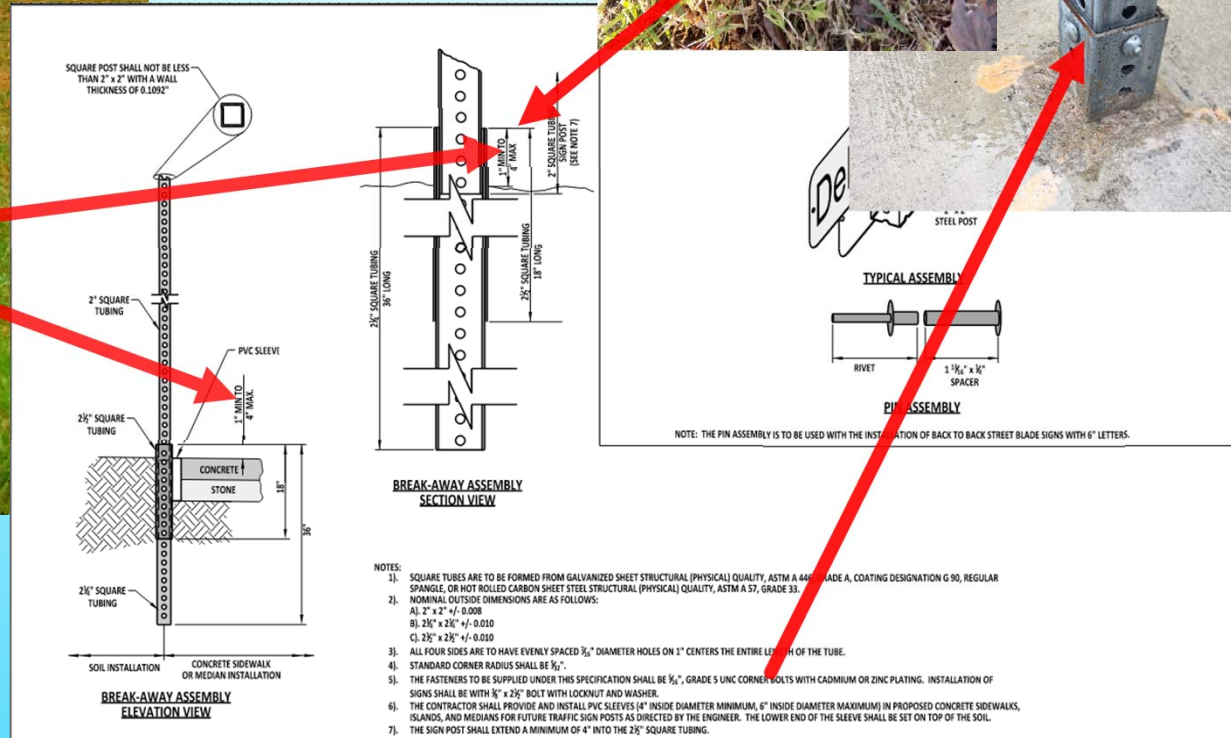 SQUARE POST SHALL NOT BE LESS
THAN 2" x 2" WITH A WALL
THICKNESS OF 0.1092"
2" SQUARE
TUBING
PVC SLEEVE
1" MIN TO
4" MAX.
2½" SQUARE
TUBING
CONCRETE
STONE
18"
36"
2¼" SQUARE
TUBING
SOIL INSTALLATION
CONCRETE SIDEWALK
OR MEDIAN INSTALLATION
BREAK-AWAY ASSEMBLY
ELEVATION VIEW
2¼" SQUARE TUBING
36" LONG
1" MIN TO
4" MAX
2" SQUARE TUBING
SIGN POST
(SEE NOTE 7)
2½" SQUARE TUBING
18" LONG
BREAK-AWAY ASSEMBLY
SECTION VIEW
De
2" x 2"
STEEL POST
TYPICAL ASSEMBLY
RIVET
SPACER
PIN ASSEMBLY
NOTE: THE PIN ASSEMBLY IS TO BE USED WITH THE INSTALLATION OF BACK TO BACK STREET BLADE SIGNS WITH 6" LETTERS.
NOTES:
1). SQUARE TUBES ARE TO BE FORMED FROM GALVANIZED SHEET STRUCTURAL (PHYSICAL) QUALITY, ASTM A 446, GRADE A, COATING DESIGNATION G 90, REGULAR
SPANGLE, OR HOT ROLLED CARBON SHEET STEEL STRUCTURAL (PHYSICAL) QUALITY, ASTM A 57, GRADE 33.
2). NOMINAL OUTSIDE DIMENSIONS ARE AS FOLLOWS:
A). 2" x 2" +/- 0.008
B). 2¼" x 2¼" +/- 0.010
C). 2½" x 2½" +/- 0.010
3). ALL FOUR SIDES ARE TO HAVE EVENLY SPACED 7/16" DIAMETER HOLES ON 1" CENTERS THE ENTIRE LENGTH OF THE TUBE.
4). STANDARD CORNER RADIUS SHALL BE 5/32".
5). THE FASTENERS TO BE SUPPLIED UNDER THIS SPECIFICATION SHALL BE 5/16", GRADE 5 UNC CORNER BOLTS WITH CADMIUM OR ZINC PLATING. INSTALLATION OF
SIGNS SHALL BE WITH x 2½" BOLT WITH LOCKNUT AND WASHER.
6). THE CONTRACTOR SHALL PROVIDE AND INSTALL PVC SLEEVES (4" INSIDE DIAMETER MINIMUM, 6" INSIDE DIAMETER MAXIMUM) IN PROPOSED CONCRETE SIDEWALKS,
ISLANDS, AND MEDIANS FOR FUTURE TRAFFIC SIGN POSTS AS DIRECTED BY THE ENGINEER. THE LOWER END OF THE SLEEVE SHALL BE SET ON TOP OF THE SOIL.
7). THE SIGN POST SHALL EXTEND A MINIMUM OF 4" INTO THE 2¼" SQUARE TUBING.